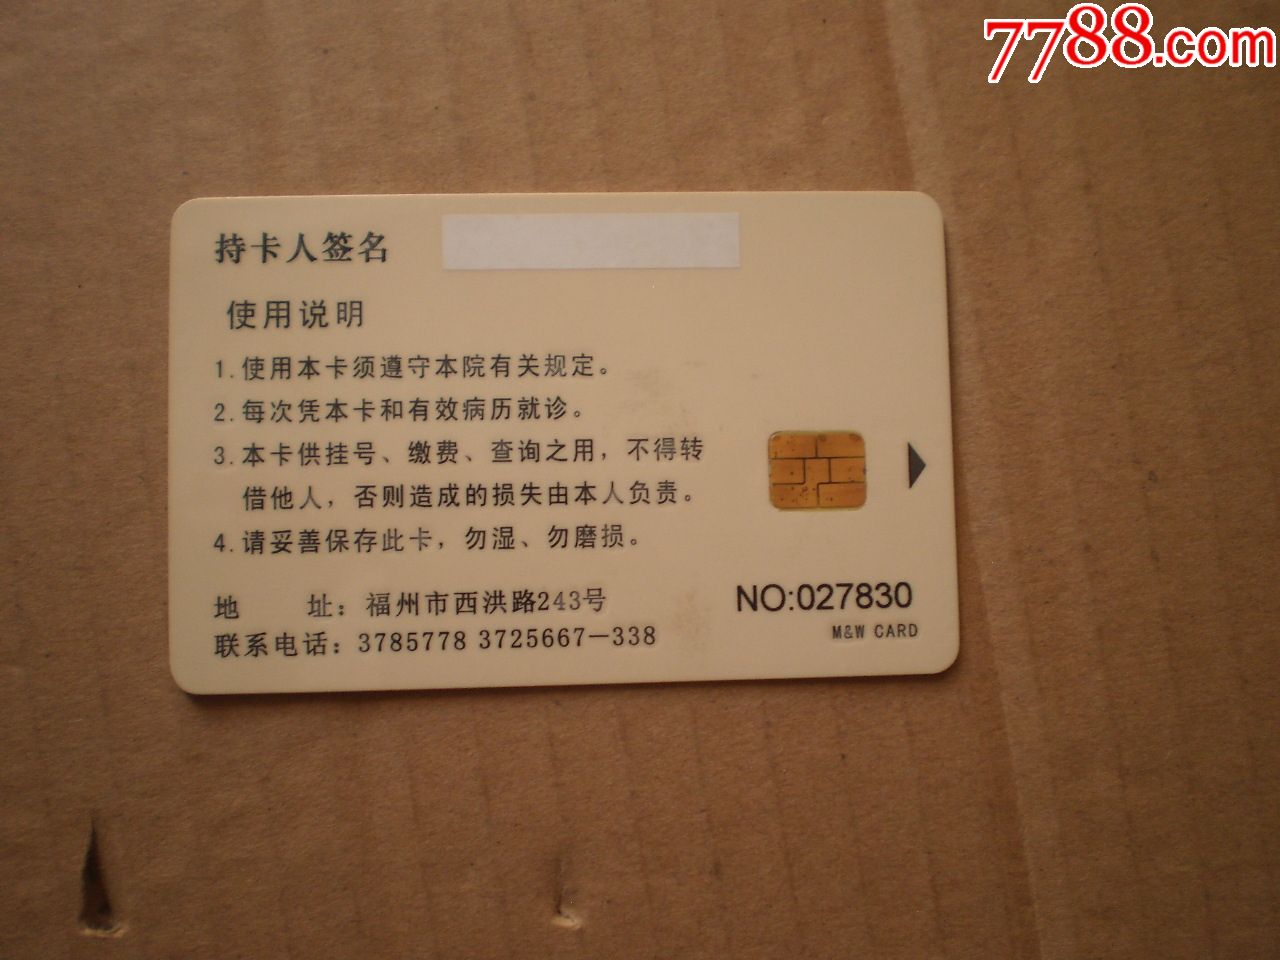 7788.com
持卡人签名
使用说明
1.使用本卡须遵守本院有关规定。
2.每次凭本卡和有效病历就诊。
3.本卡供挂号、缴费、查询之用，不得转
借他人，否则造成的损失由本人负责。
4.请妥善保存此卡，勿湿、勿磨损。
地 址：福州市西洪路243号
联系电话：3785778 3725667—338
NO:027830
M&W CARD